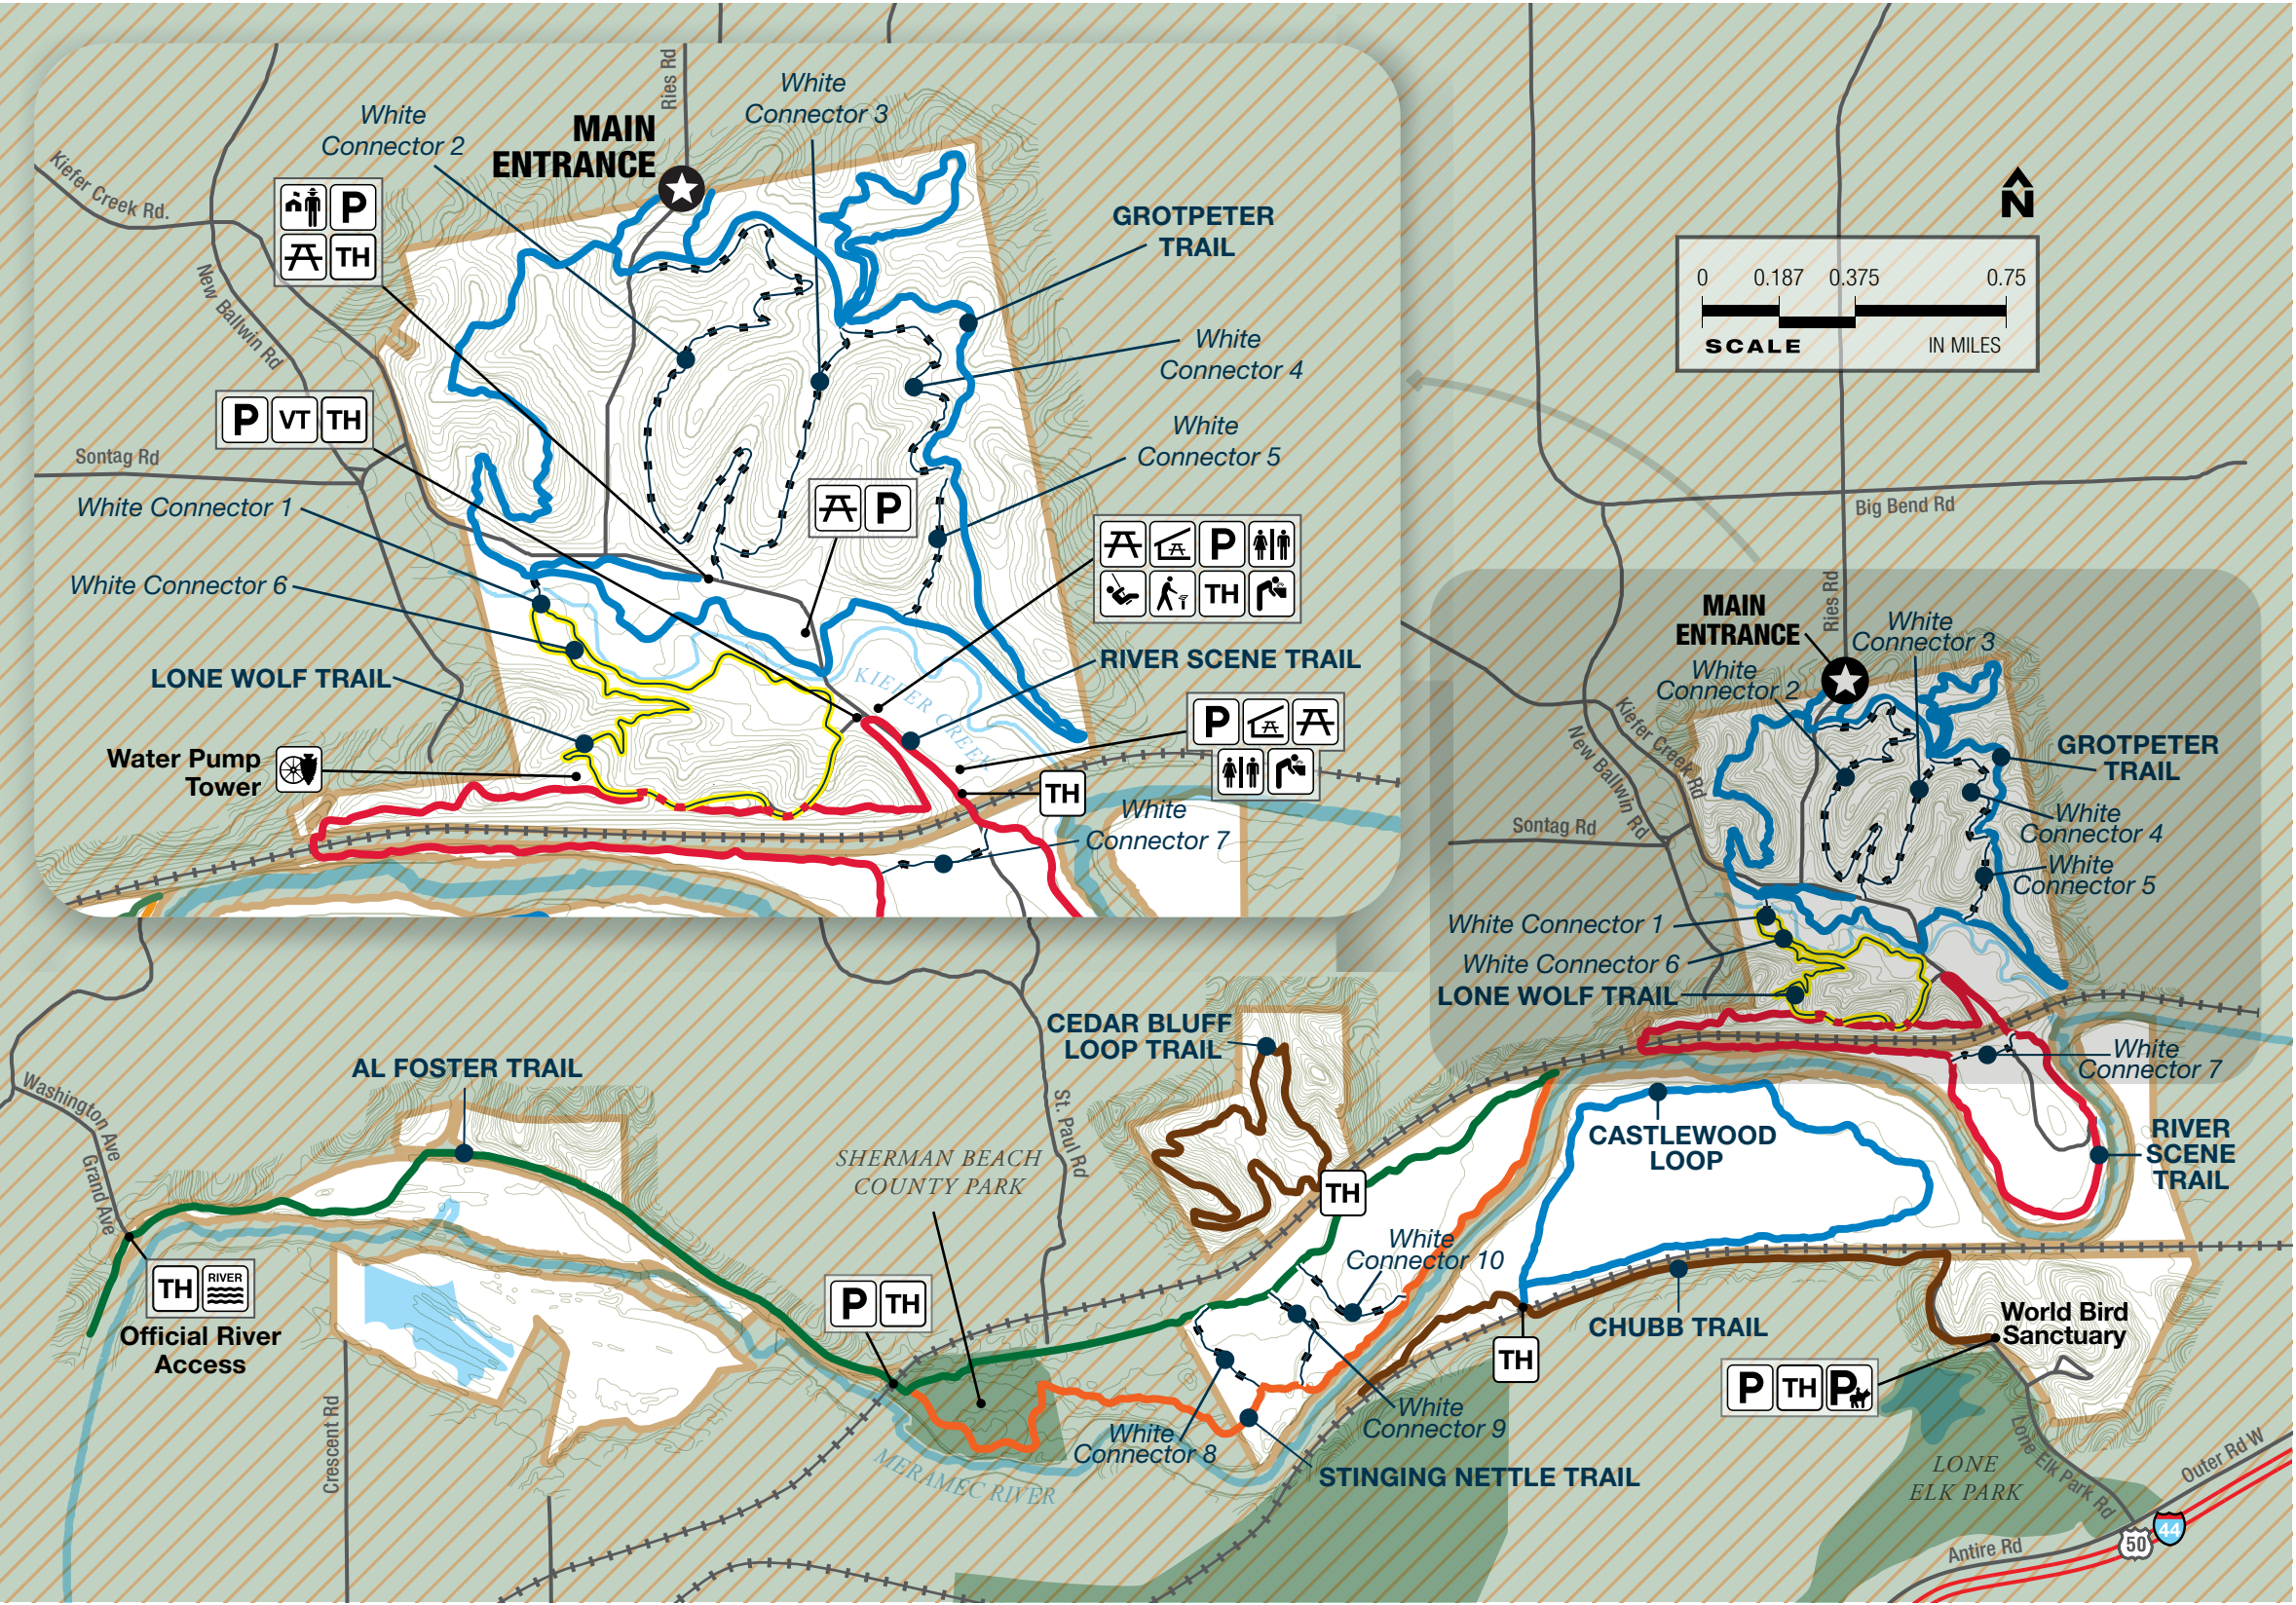 Ries Rd
White
Connector 3
White
Connector 2
MAIN
ENTRANCE
Kiefer Creek Rd.
P
TH
New Ballwin Rd
GROTPETER
TRAIL
White
Connector 4
P VT TH
White
Connector 5
Sontag Rd
White Connector 1
P
P
TH
White Connector 6
LONE WOLF TRAIL
RIVER SCENE TRAIL
KIEFER CREEK
P
Water Pump
Tower
TH
White
Connector 7
N
0 0.187 0.375 0.75
SCALE IN MILES
Big Bend Rd
Ries Rd
MAIN
ENTRANCE
White
Connector 3
White
Connector 2
Kiefer Creek Rd
New Ballwin Rd
GROTPETER
TRAIL
Sontag Rd
White
Connector 4
White
Connector 5
White Connector 1
White Connector 6
LONE WOLF TRAIL
White
Connector 7
CEDAR BLUFF
LOOP TRAIL
AL FOSTER TRAIL
Washington Ave
Grand Ave
St. Paul Rd
SHERMAN BEACH
COUNTY PARK
CASTLEWOOD
LOOP
RIVER
SCENE
TRAIL
TH
White
Connector 10
TH RIVER
Official River
Access
P TH
CHUBB TRAIL
World Bird
Sanctuary
TH
P TH P
Crescent Rd
White
Connector 9
White
Connector 8
MERAMEC RIVER
STINGING NETTLE TRAIL
LONE
ELK PARK
Lone Elk Park Rd
Outer Rd W
Antire Rd
50
44